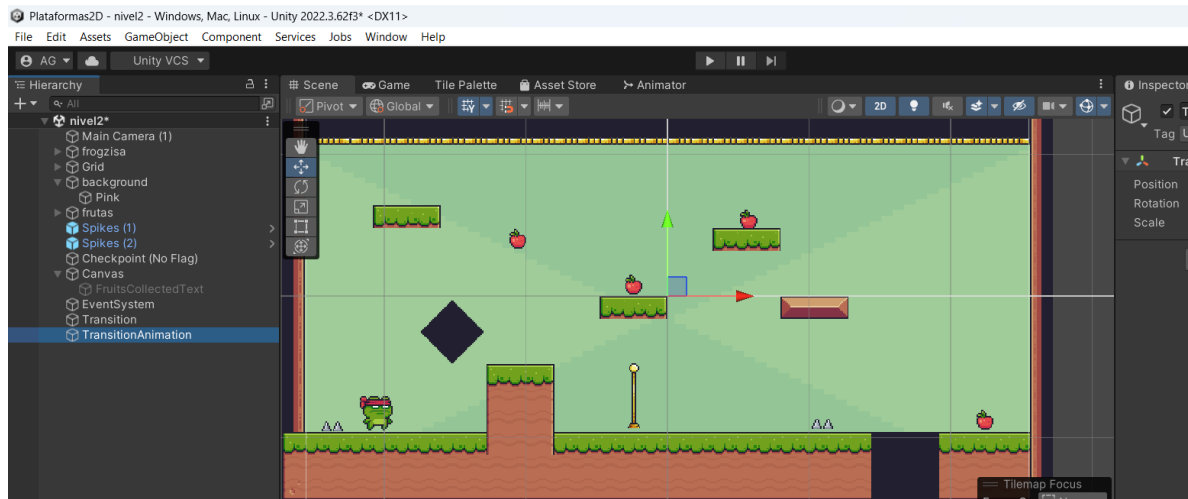 Plataformas2D - nivel2 - Windows, Mac, Linux - Unity 2022.3.62f3* <DX11>
File Edit Assets GameObject Component Services Jobs Window Help
AG Unity VCS
Hierarchy # Scene Game Tile Palette Asset Store Animator Inspector
All Pivot Global 2D
nivel2*
Main Camera (1)
frogzisa
Tag
Grid
background
Pink
Position
frutas
Rotation
Spikes (1)
Scale
Spikes (2)
Checkpoint (No Flag)
Canvas
FruitsCollectedText
EventSystem
Transition
TransitionAnimation
Tilemap Focus